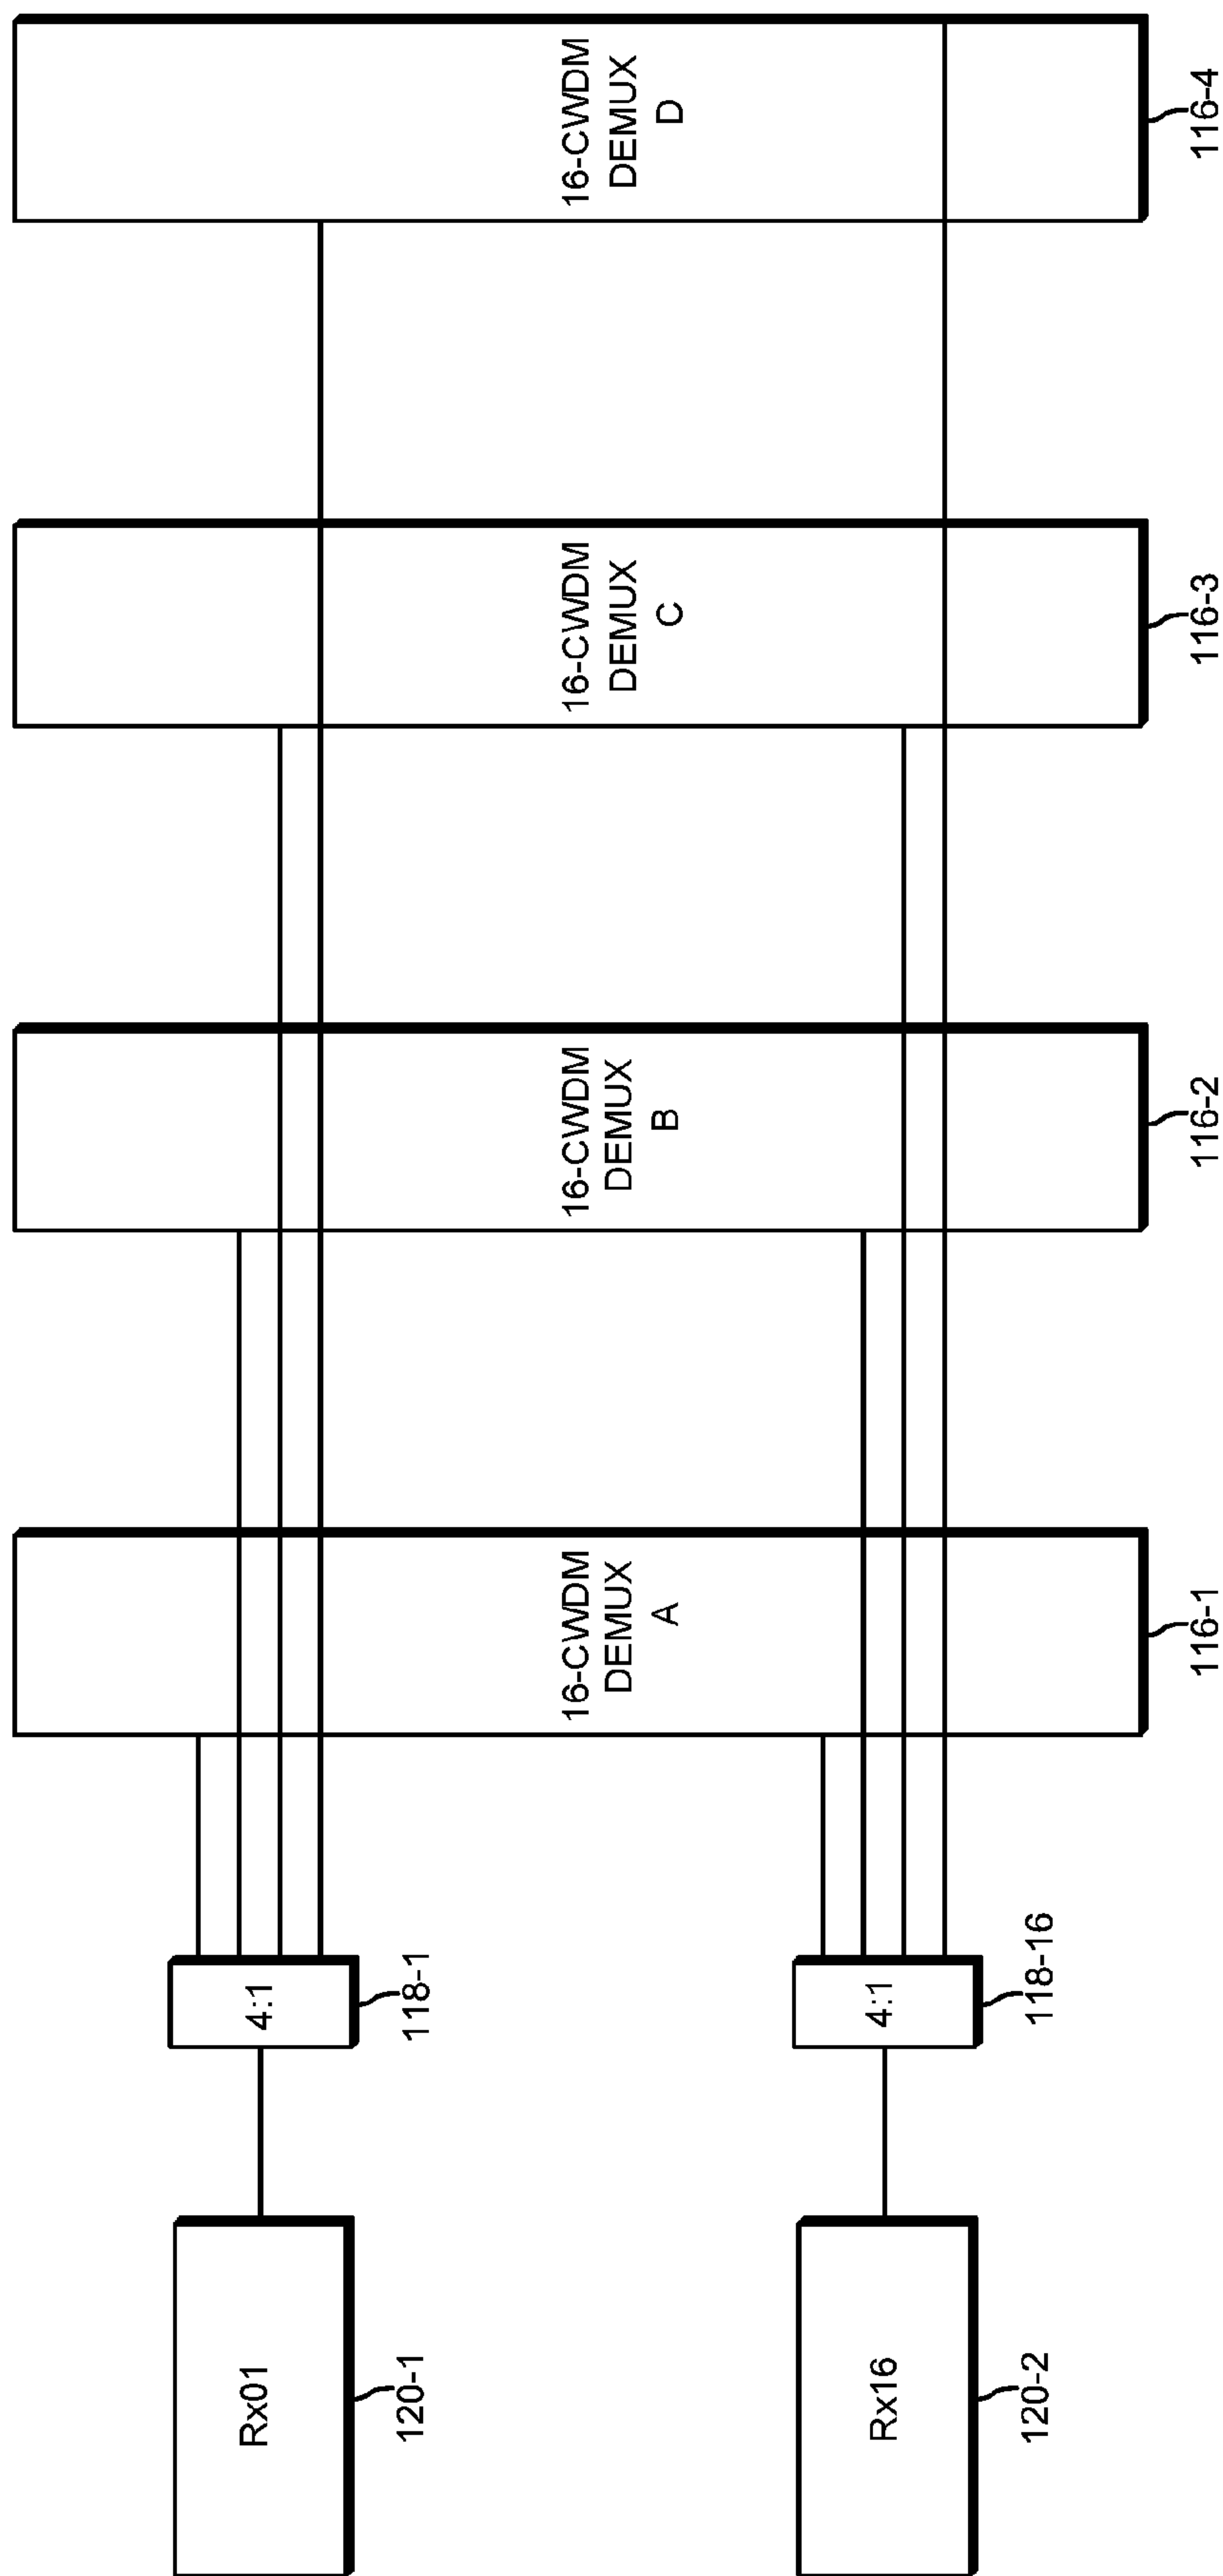 Rx01
120-1
4:1
118-1
16-CWDM
DEMUX
A
116-1
16-CWDM
DEMUX
B
116-2
16-CWDM
DEMUX
C
116-3
16-CWDM
DEMUX
D
116-4
Rx16
120-2
4:1
118-16